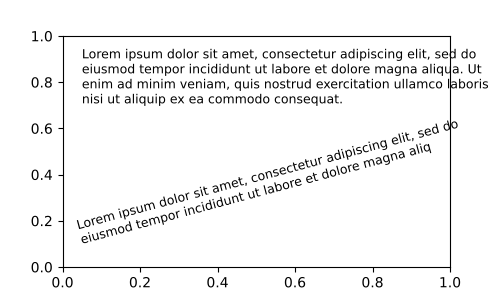 1.0
Lorem ipsum dolor sit amet, consectetur adipiscing elit, sed do
eiusmod tempor incididunt ut labore et dolore magna aliqua. Ut
0.8
enim ad minim veniam, quis nostrud exercitation ullamco laboris
nisi ut aliquip ex ea commodo consequat.
0.6
Lorem ipsum dolor sit amet, consectetur adipiscing elit, sed do
eiusmod tempor incididunt ut labore et dolore magna aliq
0.4
0.2
0.0
0.0 0.2 0.4 0.6 0.8 1.0